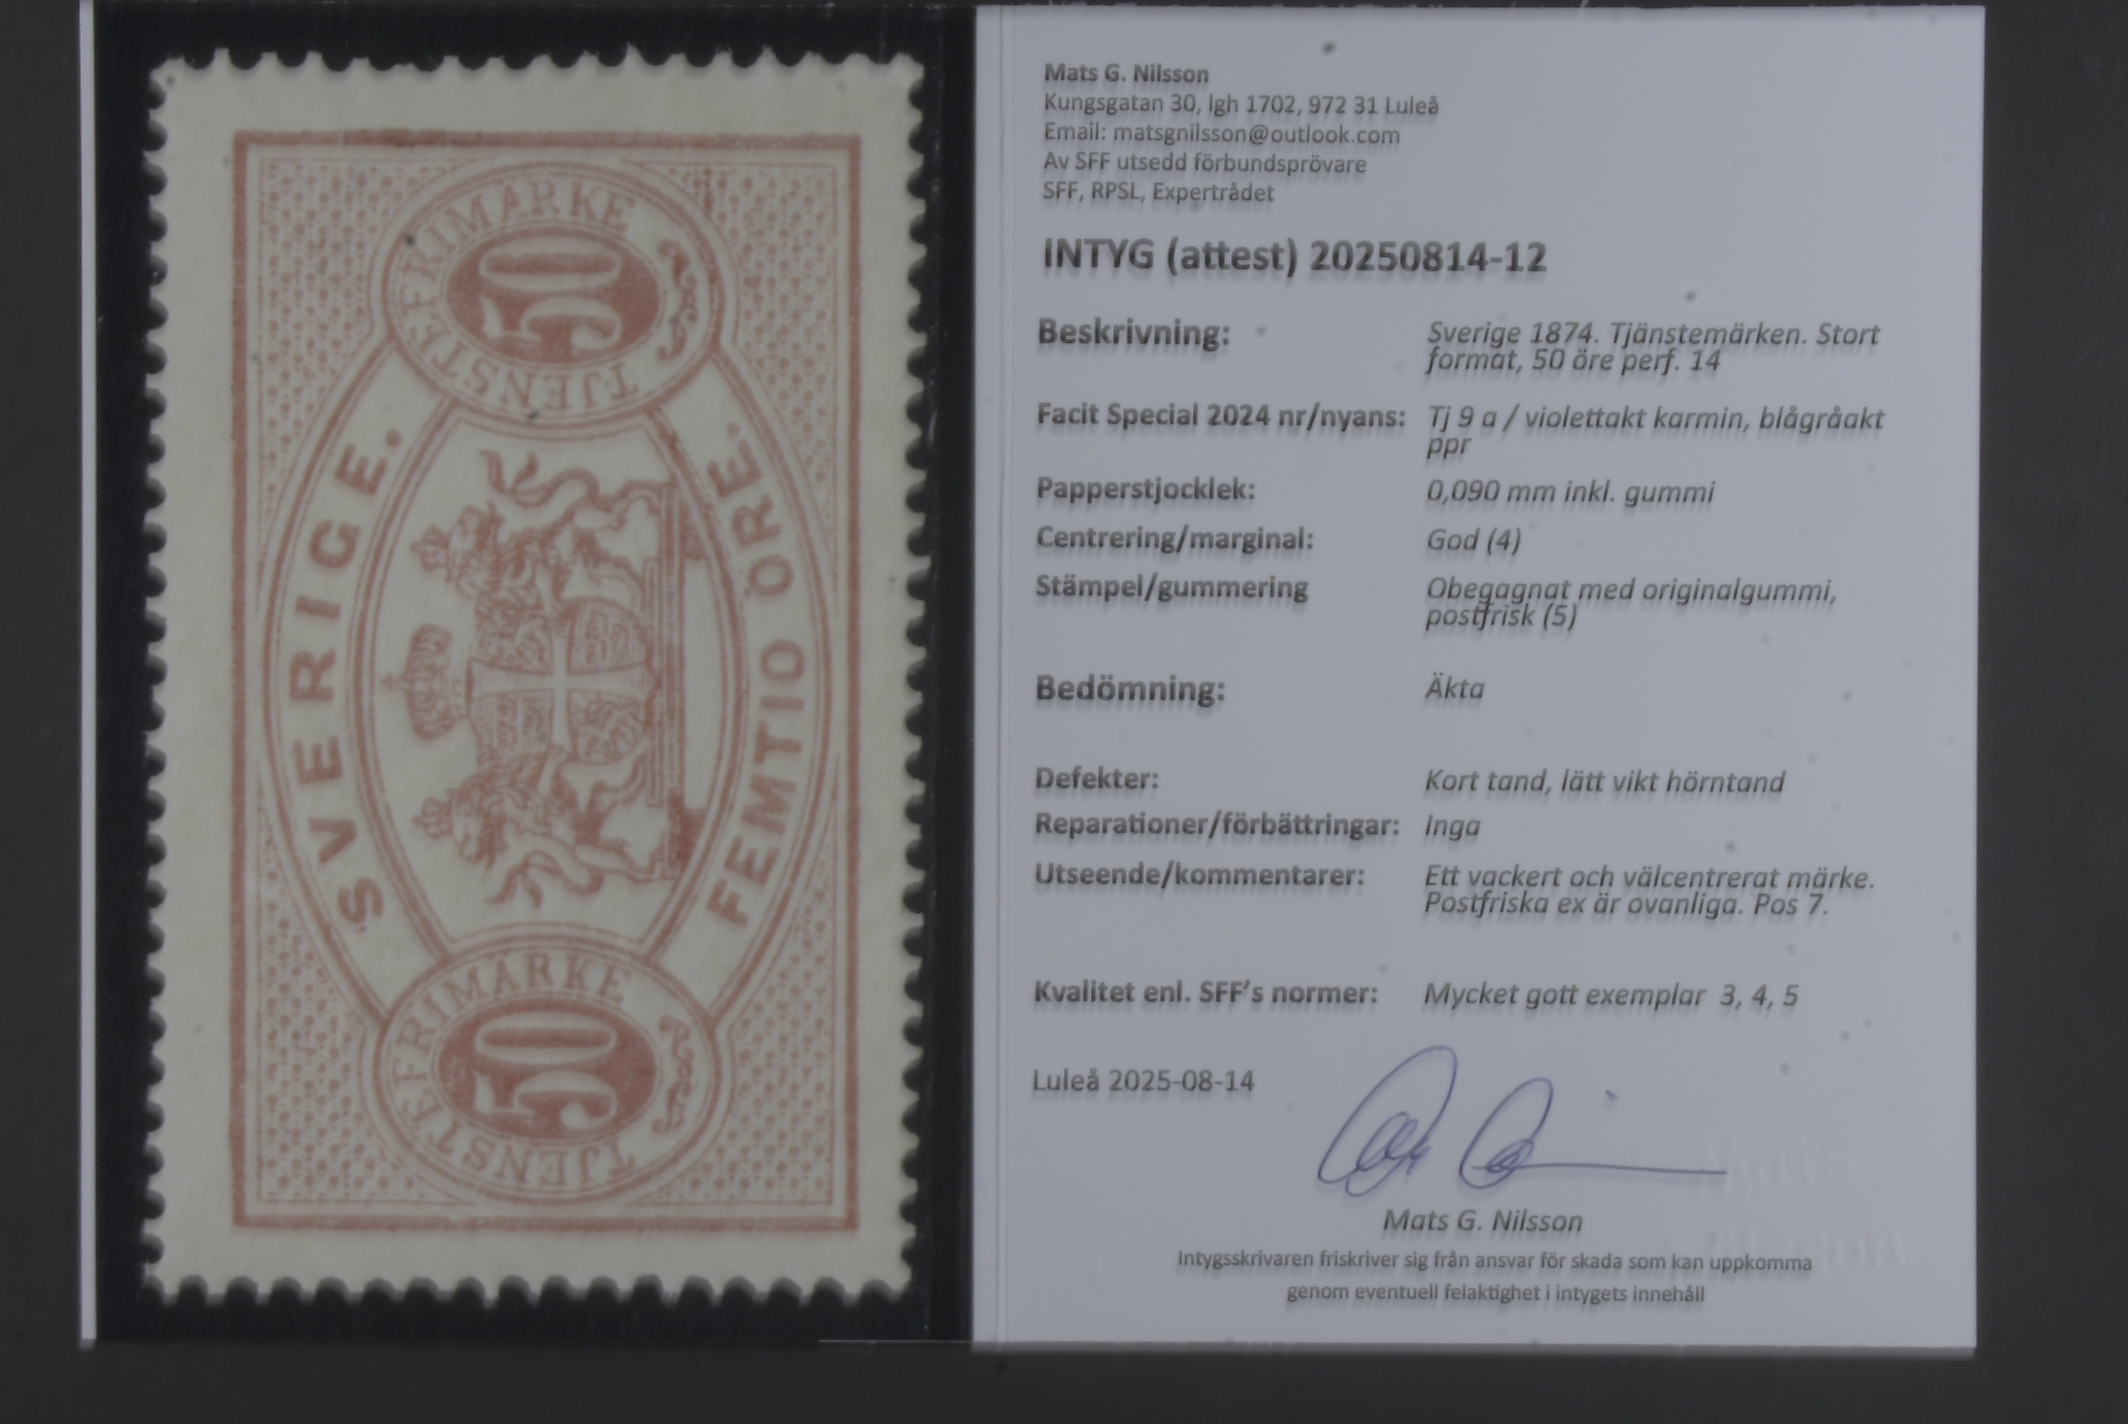 SVERIGE.
FEMTIO ÖRE.
TJENSTEFRIMÄRKE
50
TJENSTEFRIMÄRKE
50
Mats G. Nilsson
Kungsgatan 30, lgh 1702, 972 31 Luleå
Email: matsgnilsson@outlook.com
Av SFF utsedd förbundsprövare
SFF, RPSL, Expertrådet
INTYG (attest) 20250814-12
Beskrivning: Sverige 1874. Tjänstemärken. Stort
format, 50 öre perf. 14
Facit Special 2024 nr/nyans: Tj 9 a / violettakt karmin, blågråakt
ppr
Papperstjocklek: 0,090 mm inkl. gummi
Centrering/marginal: God (4)
Stämpel/gummering Obegagnat med originalgummi,
postfrisk (5)
Bedömning: Äkta
Defekter: Kort tand, lätt vikt hörntand
Reparationer/förbättringar: Inga
Utseende/kommentarer: Ett vackert och välcentrerat märke.
Postfriska ex är ovanliga. Pos 7.
Kvalitet enl. SFF's normer: Mycket gott exemplar 3, 4, 5
Luleå 2025-08-14
Mats G. Nilsson
Intygsskrivaren friskriver sig från ansvar för skada som kan uppkomma
genom eventuell felaktighet i intygets innehåll